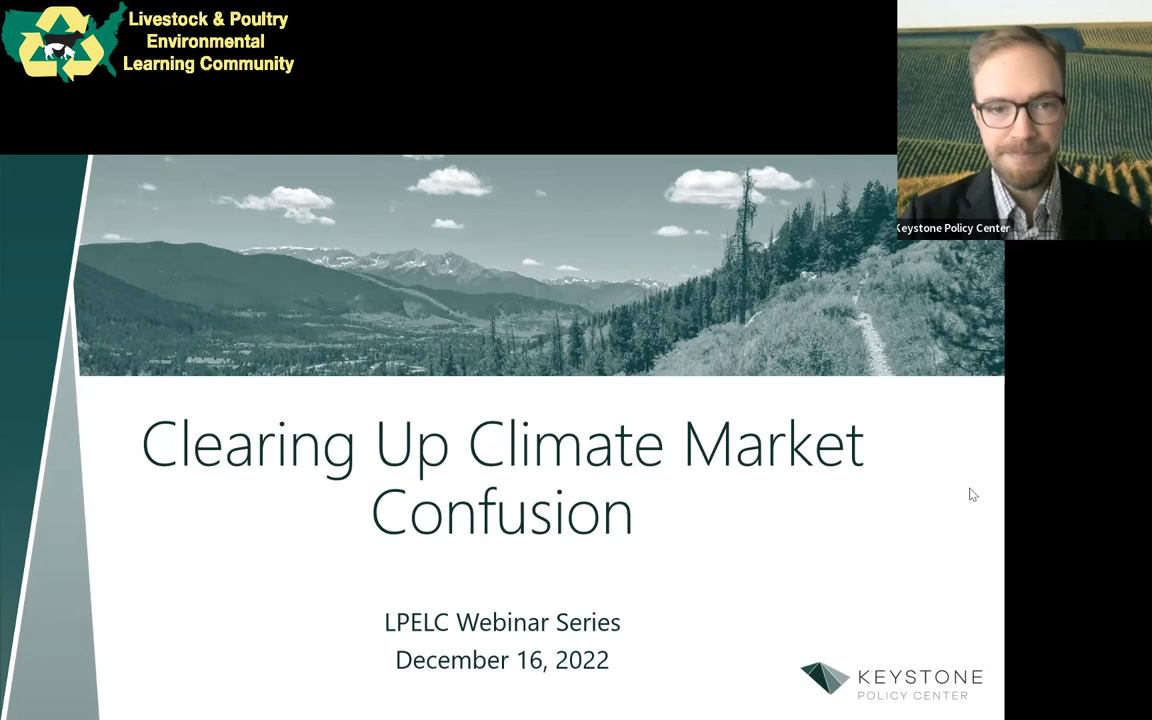 Livestock & Poultry
Environmental
Learning Community
Keystone Policy Center
Clearing Up Climate Market
Confusion
LPELC Webinar Series
December 16, 2022
KEYSTONE
POLICY CENTER